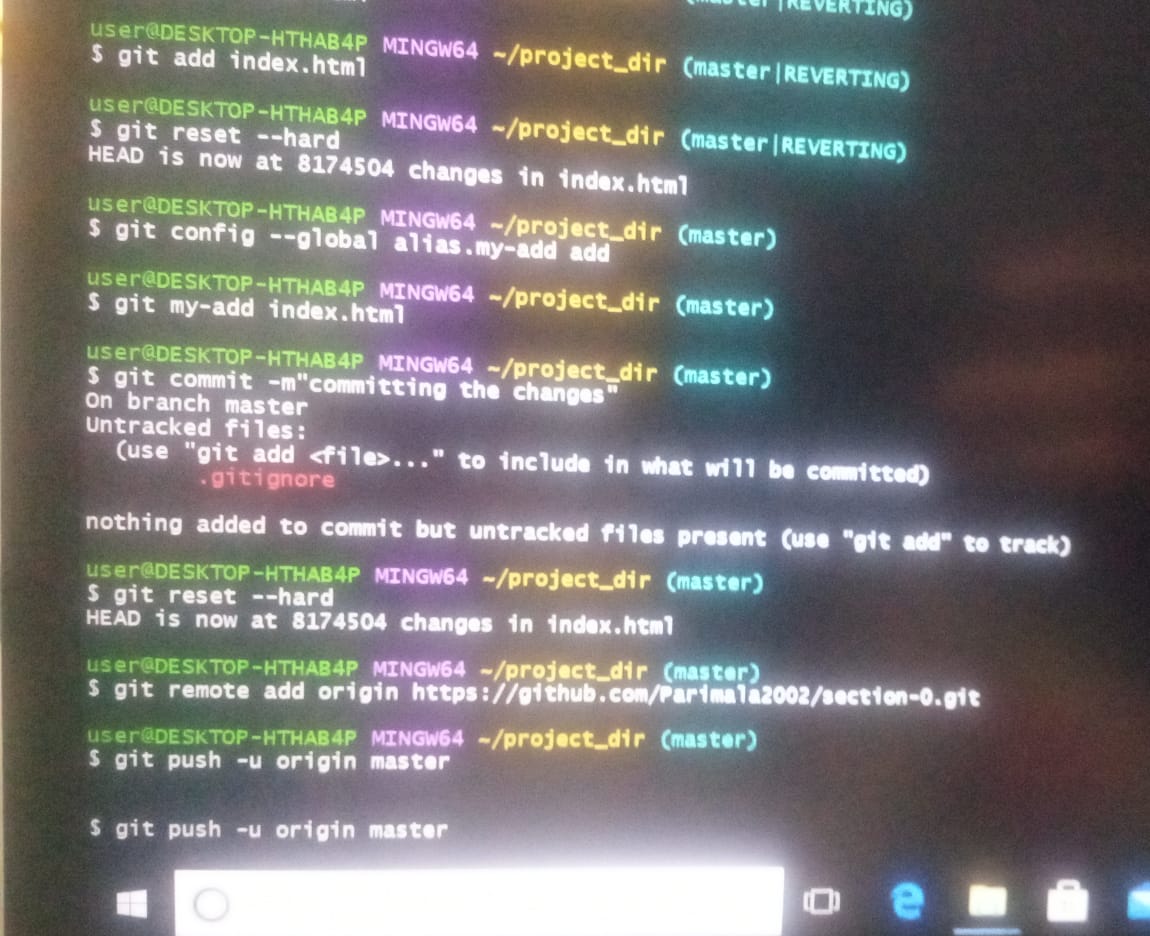 REVERTING)
user@DESKTOP-HTHAB4P MINGW64 ~/project_dir (master|REVERTING)
$ git add index.html
user@DESKTOP-HTHAB4P MINGW64 ~/project_dir (master|REVERTING)
$ git reset --hard
HEAD is now at 8174504 changes in index.html
user@DESKTOP-HTHAB4P MINGW64 ~/project_dir (master)
$ git config --global alias.my-add add
user@DESKTOP-HTHAB4P MINGW64 ~/project_dir (master)
$ git my-add index.html
user@DESKTOP-HTHAB4P MINGW64 ~/project_dir (master)
$ git commit -m"committing the changes"
On branch master
Untracked files:
(use "git add <file>..." to include in what will be committed)
.gitignore
nothing added to commit but untracked files present (use "git add" to track)
user@DESKTOP-HTHAB4P MINGW64 ~/project_dir (master)
$ git reset --hard
HEAD is now at 8174504 changes in index.html
user@DESKTOP-HTHAB4P MINGW64 ~/project_dir (master)
$ git remote add origin https://github.com/Parimala2002/section-0.git
user@DESKTOP-HTHAB4P MINGW64 ~/project_dir (master)
$ git push -u origin master
$ git push -u origin master